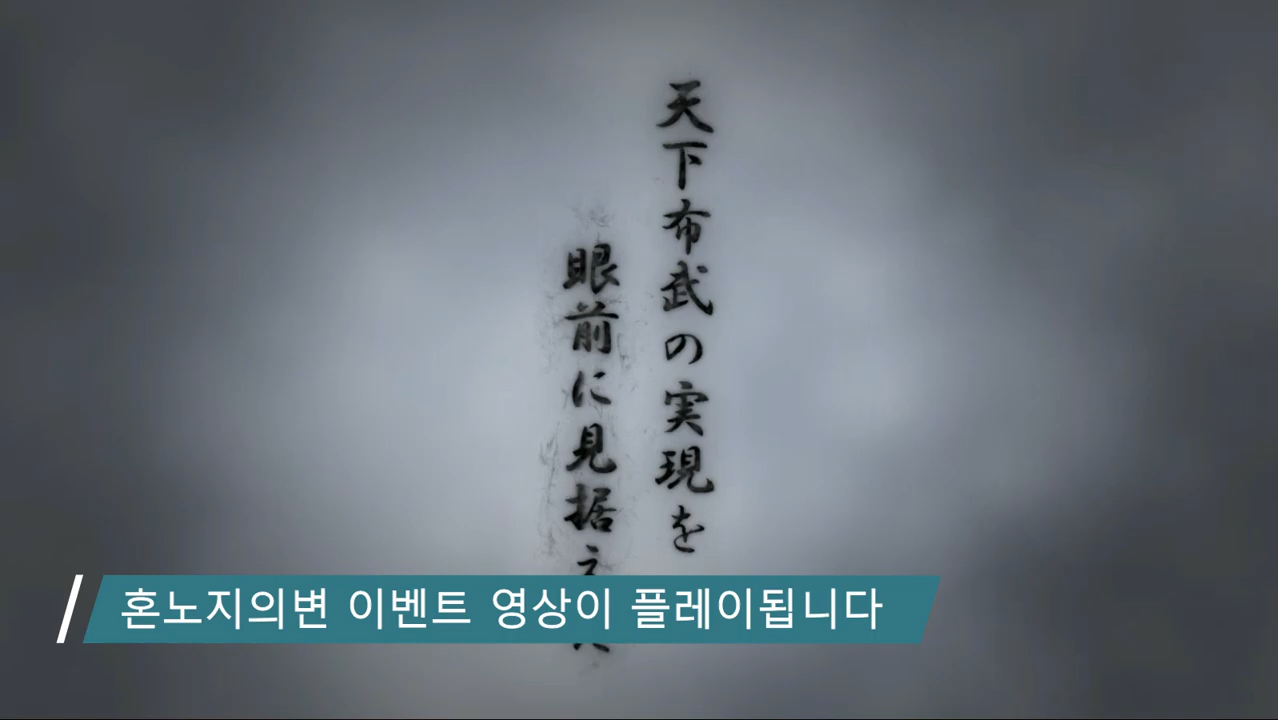 天下布武の実現を
眼前に見据え
혼노지의변 이벤트 영상이 플레이됩니다